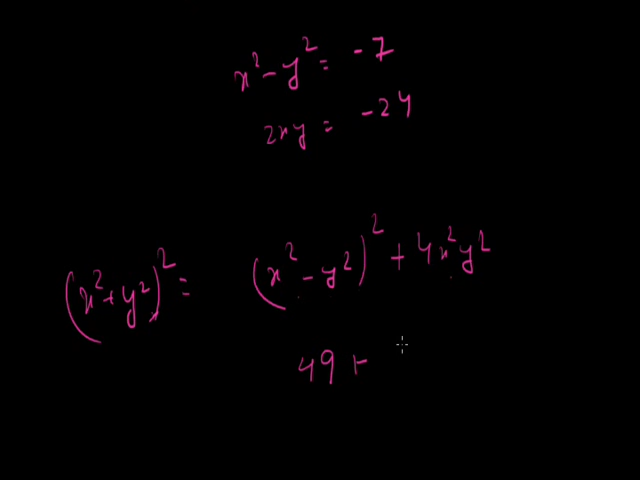 x² - y² = -7
2xy = -24
(x² + y²)² = (x² - y²)² + 4x²y²
49 +